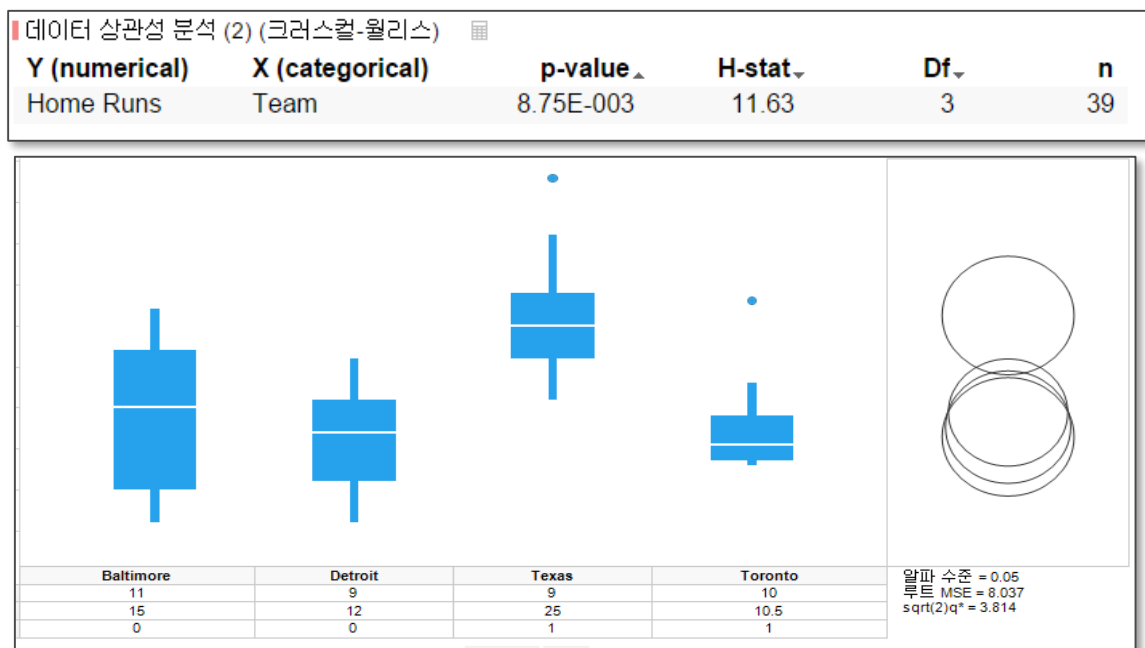 데이터 상관성 분석 (2) (크러스컬-월리스)
Y (numerical) X (categorical) p-value H-stat Df n
Home Runs Team 8.75E-003 11.63 3 39
Baltimore Detroit Texas Toronto
11 9 9 10
15 12 25 10.5
0 0 1 1
알파 수준 = 0.05
루트 MSE = 8.037
sqrt(2)q* = 3.814